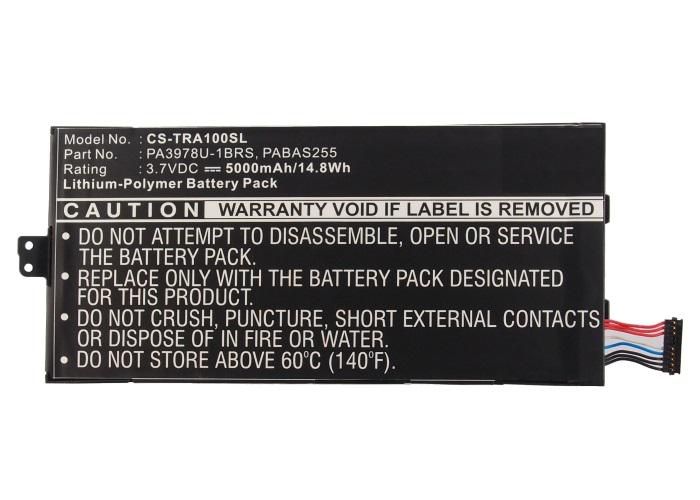 Model No. : CS-TRA100SL
Part No. : PA3978U-1BRS, PABAS255
Rating : 3.7VDC ⎓ 5000mAh/14.8Wh
Lithium-Polymer Battery Pack
CAUTION WARRANTY VOID IF LABEL IS REMOVED
• DO NOT ATTEMPT TO DISASSEMBLE, OPEN OR SERVICE
THE BATTERY PACK.
• REPLACE ONLY WITH THE BATTERY PACK DESIGNATED
FOR THIS PRODUCT.
• DO NOT CRUSH, PUNCTURE, SHORT EXTERNAL CONTACTS
OR DISPOSE OF IN FIRE OR WATER.
• DO NOT STORE ABOVE 60°C (140°F).